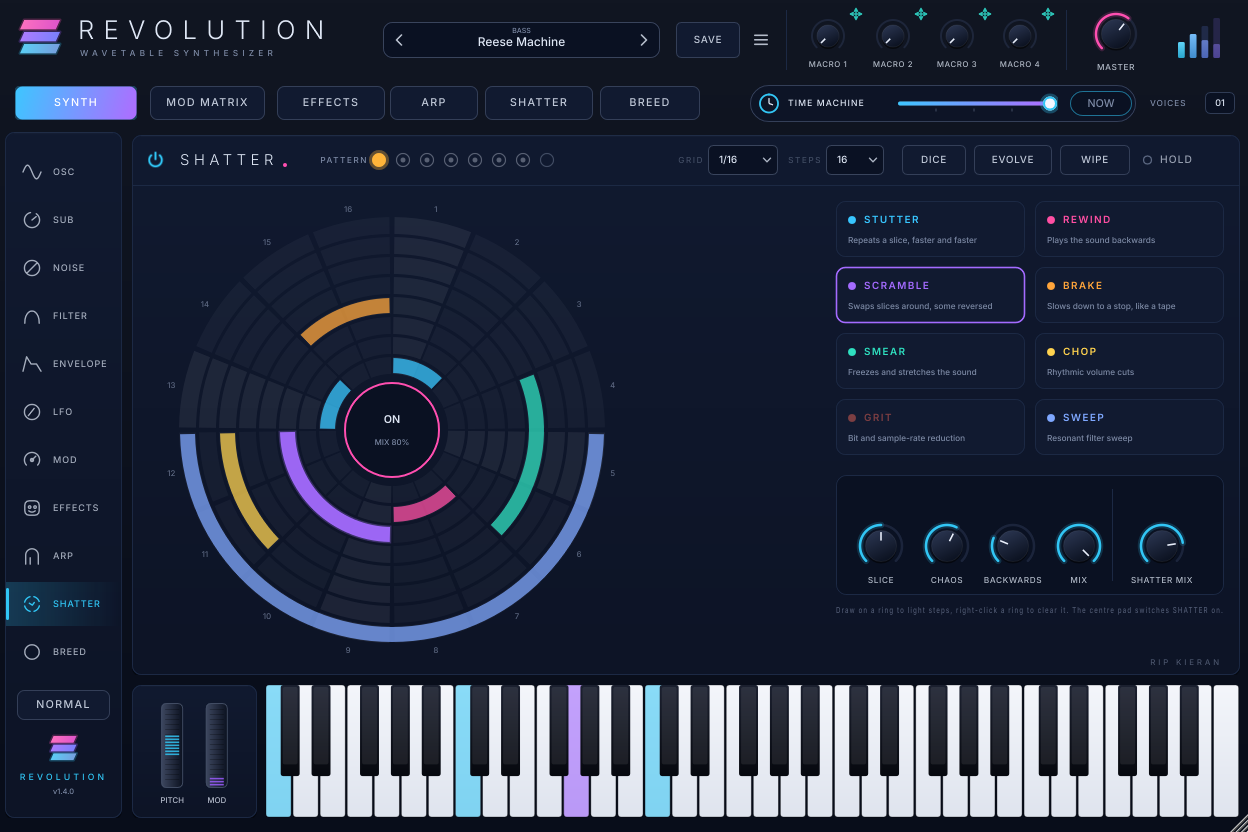 REVOLUTION
WAVETABLE SYNTHESIZER
BASS
Reese Machine
SAVE
MACRO 1
MACRO 2
MACRO 3
MACRO 4
MASTER
SYNTH
MOD MATRIX
EFFECTS
ARP
SHATTER
BREED
TIME MACHINE
NOW
VOICES
01
OSC
SUB
NOISE
FILTER
ENVELOPE
LFO
MOD
EFFECTS
ARP
SHATTER
BREED
NORMAL
REVOLUTION
v1.4.0
SHATTER.
PATTERN
GRID
1/16
STEPS
16
DICE
EVOLVE
WIPE
HOLD
16
1
15
2
14
3
13
4
12
5
11
6
10
7
9
8
ON
MIX 80%
STUTTER
Repeats a slice, faster and faster
REWIND
Plays the sound backwards
SCRAMBLE
Swaps slices around, some reversed
BRAKE
Slows down to a stop, like a tape
SMEAR
Freezes and stretches the sound
CHOP
Rhythmic volume cuts
GRIT
Bit and sample-rate reduction
SWEEP
Resonant filter sweep
SLICE
CHAOS
BACKWARDS
MIX
SHATTER MIX
Draw on a ring to light steps, right-click a ring to clear it. The centre pad switches SHATTER on.
RIP KIERAN
PITCH
MOD